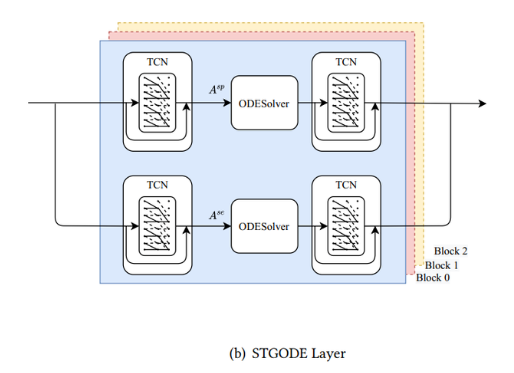 TCN
A^{sp}
ODESolver
TCN
TCN
A^{se}
ODESolver
TCN
Block 2
Block 1
Block 0
(b) STGODE Layer